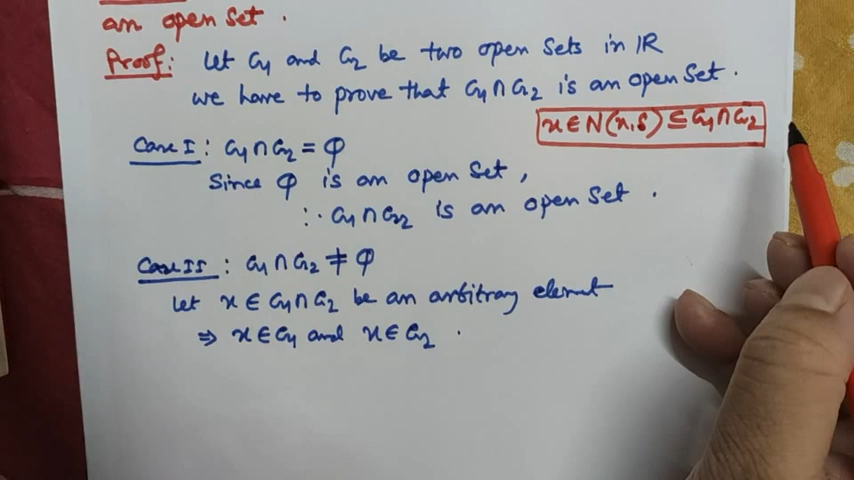 an open set.
Proof: Let G1 and G2 be two open sets in IR
we have to prove that G1∩G2 is an open set.
x∈N(x,δ)⊆G1∩G2
Case I: G1∩G2 = φ
Since φ is an open set,
∴ G1∩G2 is an open set.
Case II: G1∩G2 ≠ φ
Let x∈G1∩G2 be an arbitrary element
⇒ x∈G1 and x∈G2.